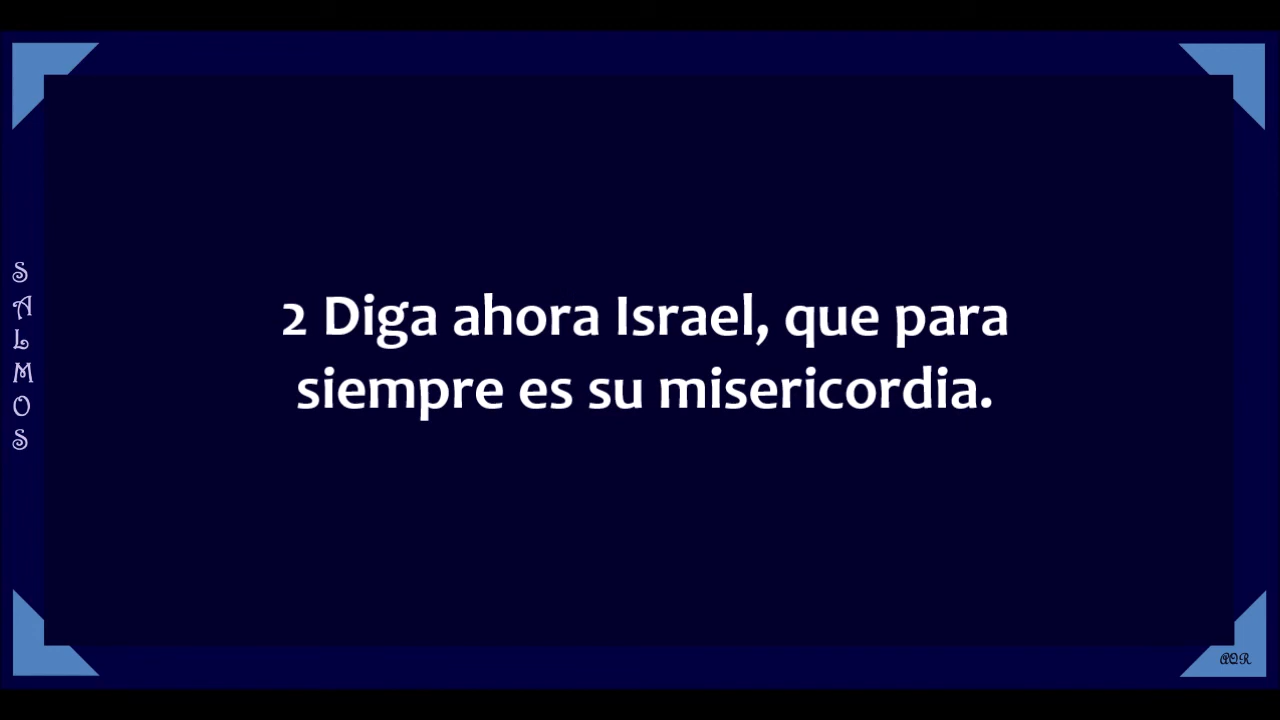 SALMOS
2 Diga ahora Israel, que para
siempre es su misericordia.